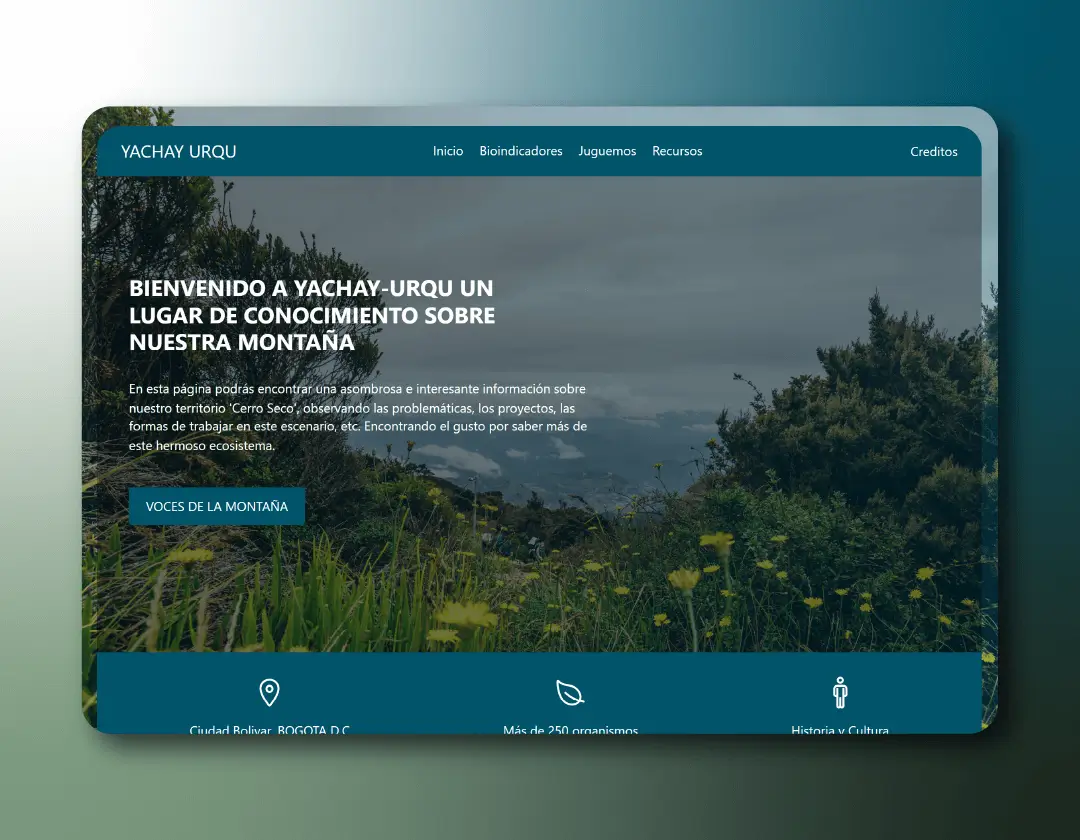 YACHAY URQU
Inicio Bioindicadores Juguemos Recursos
Creditos
BIENVENIDO A YACHAY-URQU UN
LUGAR DE CONOCIMIENTO SOBRE
NUESTRA MONTAÑA
En esta página podrás encontrar una asombrosa e interesante información sobre
nuestro territorio 'Cerro Seco', observando las problemáticas, los proyectos, las
formas de trabajar en este escenario, etc. Encontrando el gusto por saber más de
este hermoso ecosistema.
VOCES DE LA MONTAÑA
Ciudad Bolivar, BOGOTA D.C
Más de 250 organismos
Historia y Cultura